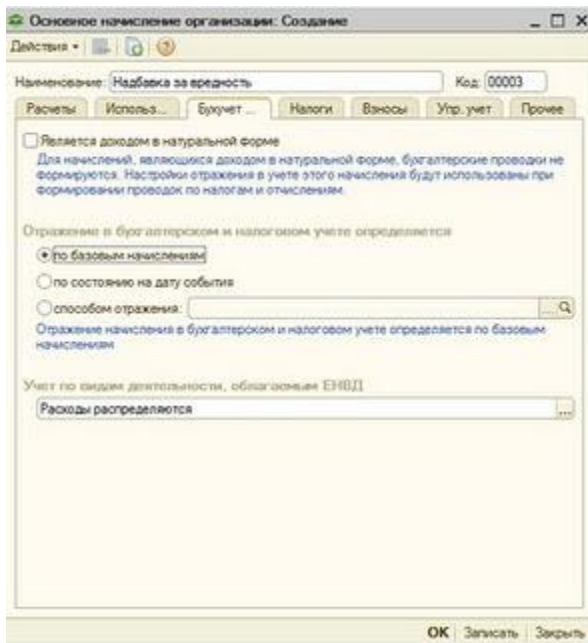 Основное начисление организации: Создание
Действия
Наименование: Надбавка за вредность Код: 00003
Расчеты Использ... Бухучет ... Налоги Взносы Упр. учет Прочее
Является доходом в натуральной форме
Для начислений, являющихся доходом в натуральной форме, бухгалтерские проводки не
формируются. Настройки отражения в учете этого начисления будут использованы при
формировании проводок по налогам и отчислениям.
Отражение в бухгалтерском и налоговом учете определяется
по базовым начислениям
по состоянию на дату события
способом отражения: ...
Отражение начисления в бухгалтерском и налоговом учете определяется по базовым
начислениям
Учет по видам деятельности, облагаемым ЕНВД
Расходы распределяются ...
OK Записать Закрыть